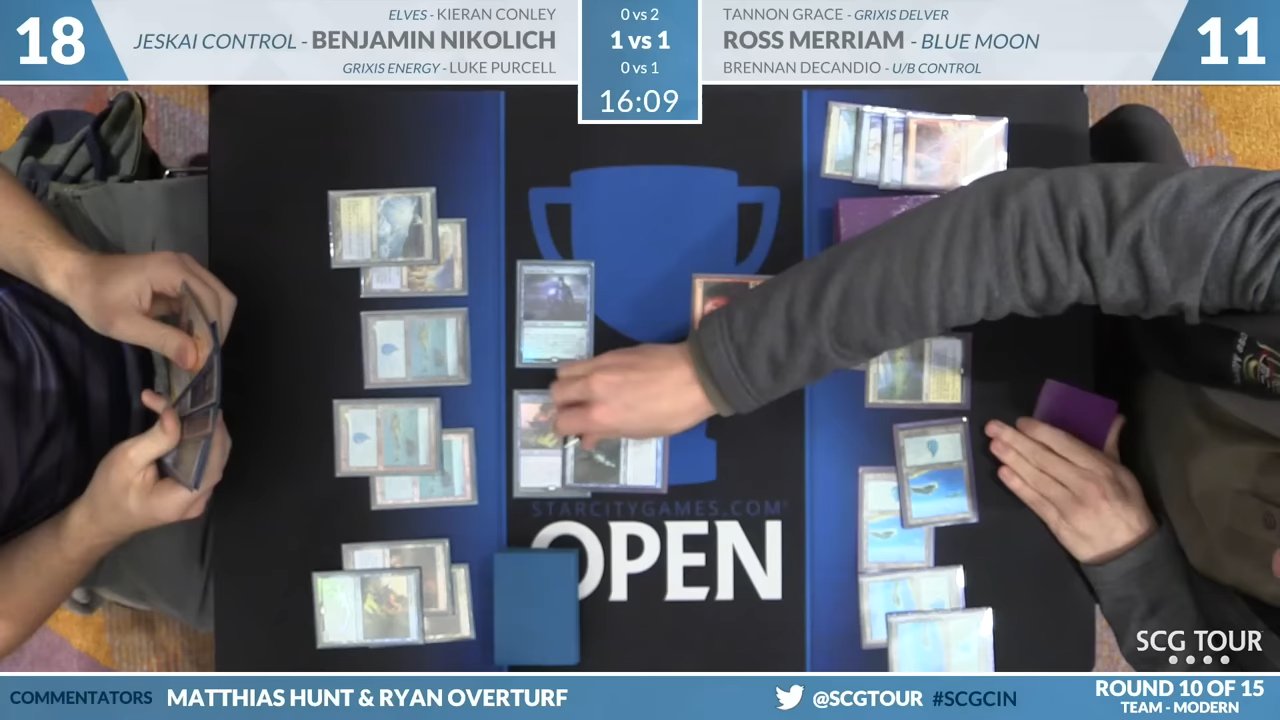 18
ELVES - KIERAN CONLEY
JESKAI CONTROL - BENJAMIN NIKOLICH
GRIXIS ENERGY - LUKE PURCELL
0 vs 2
1 vs 1
0 vs 1
16:09
TANNON GRACE - GRIXIS DELVER
ROSS MERRIAM - BLUE MOON
BRENNAN DECANDIO - U/B CONTROL
11
STARCITYGAMES.COM
OPEN
SCG TOUR
COMMENTATORS MATTHIAS HUNT & RYAN OVERTURF
@SCGTOUR #SCGCIN
ROUND 10 OF 15
TEAM - MODERN